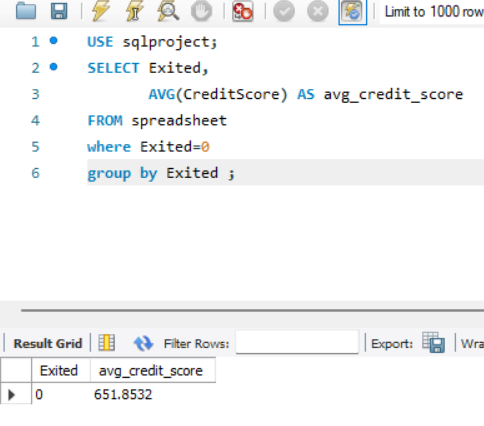 Limit to 1000 row
1 USE sqlproject;
2 SELECT Exited,
3 AVG(CreditScore) AS avg_credit_score
4 FROM spreadsheet
5 where Exited=0
6 group by Exited ;
Result Grid Filter Rows: Export: Wra
Exited avg_credit_score
0 651.8532